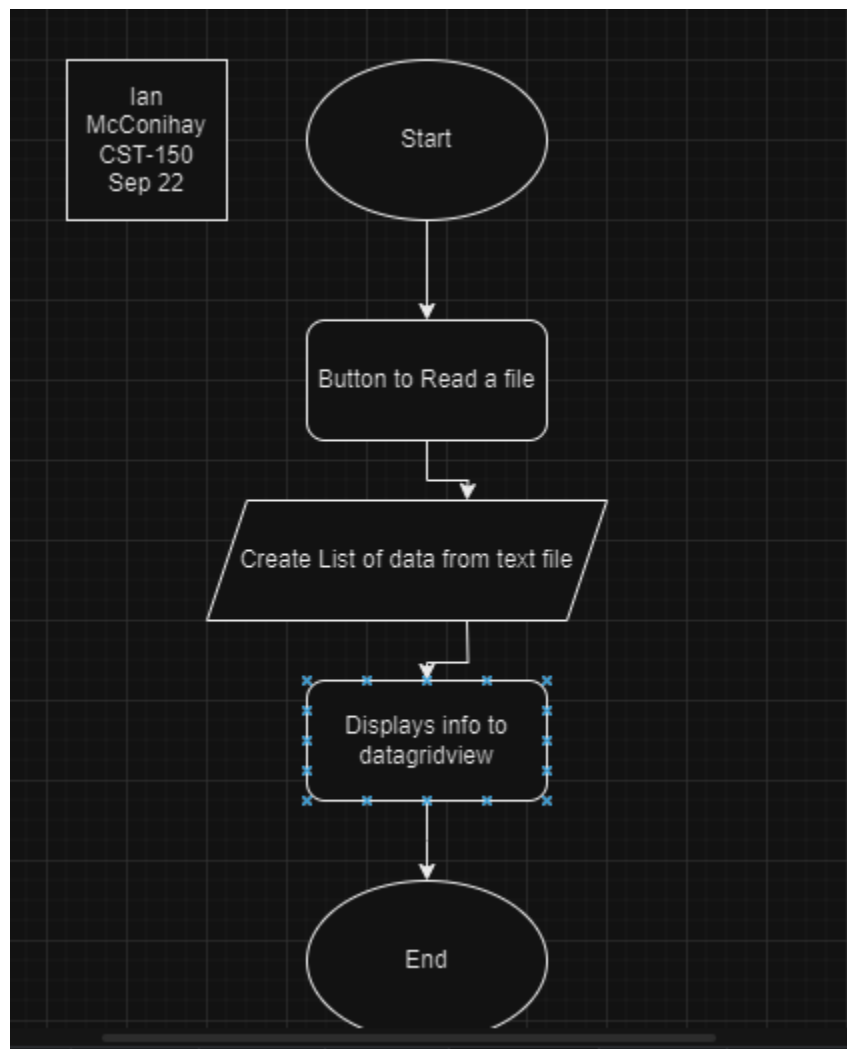 Ian
McConihay
CST-150
Sep 22
Start
Button to Read a file
Create List of data from text file
Displays info to
datagridview
End